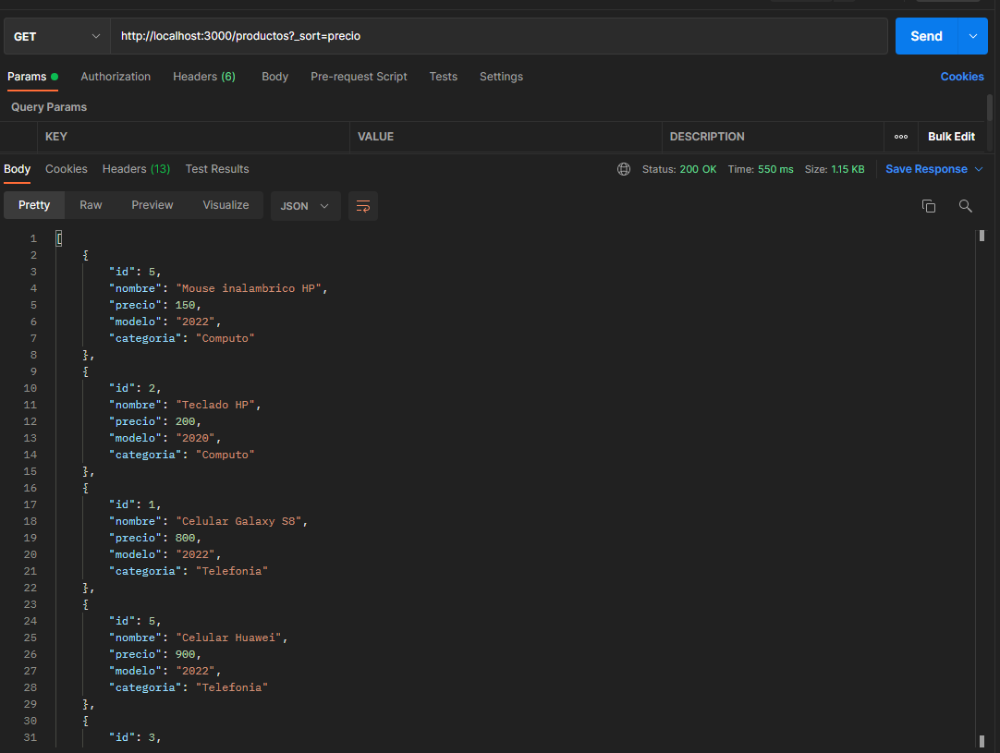 GET http://localhost:3000/productos?_sort=precio Send
Params Authorization Headers (6) Body Pre-request Script Tests Settings Cookies
Query Params
KEY VALUE DESCRIPTION ooo Bulk Edit
Body Cookies Headers (13) Test Results Status: 200 OK Time: 550 ms Size: 1.15 KB Save Response
Pretty Raw Preview Visualize JSON
1 [
2 {
3 "id": 5,
4 "nombre": "Mouse inalambrico HP",
5 "precio": 150,
6 "modelo": "2022",
7 "categoria": "Computo"
8 },
9 {
10 "id": 2,
11 "nombre": "Teclado HP",
12 "precio": 200,
13 "modelo": "2020",
14 "categoria": "Computo"
15 },
16 {
17 "id": 1,
18 "nombre": "Celular Galaxy S8",
19 "precio": 800,
20 "modelo": "2022",
21 "categoria": "Telefonia"
22 },
23 {
24 "id": 5,
25 "nombre": "Celular Huawei",
26 "precio": 900,
27 "modelo": "2022",
28 "categoria": "Telefonia"
29 },
30 {
31 "id": 3,